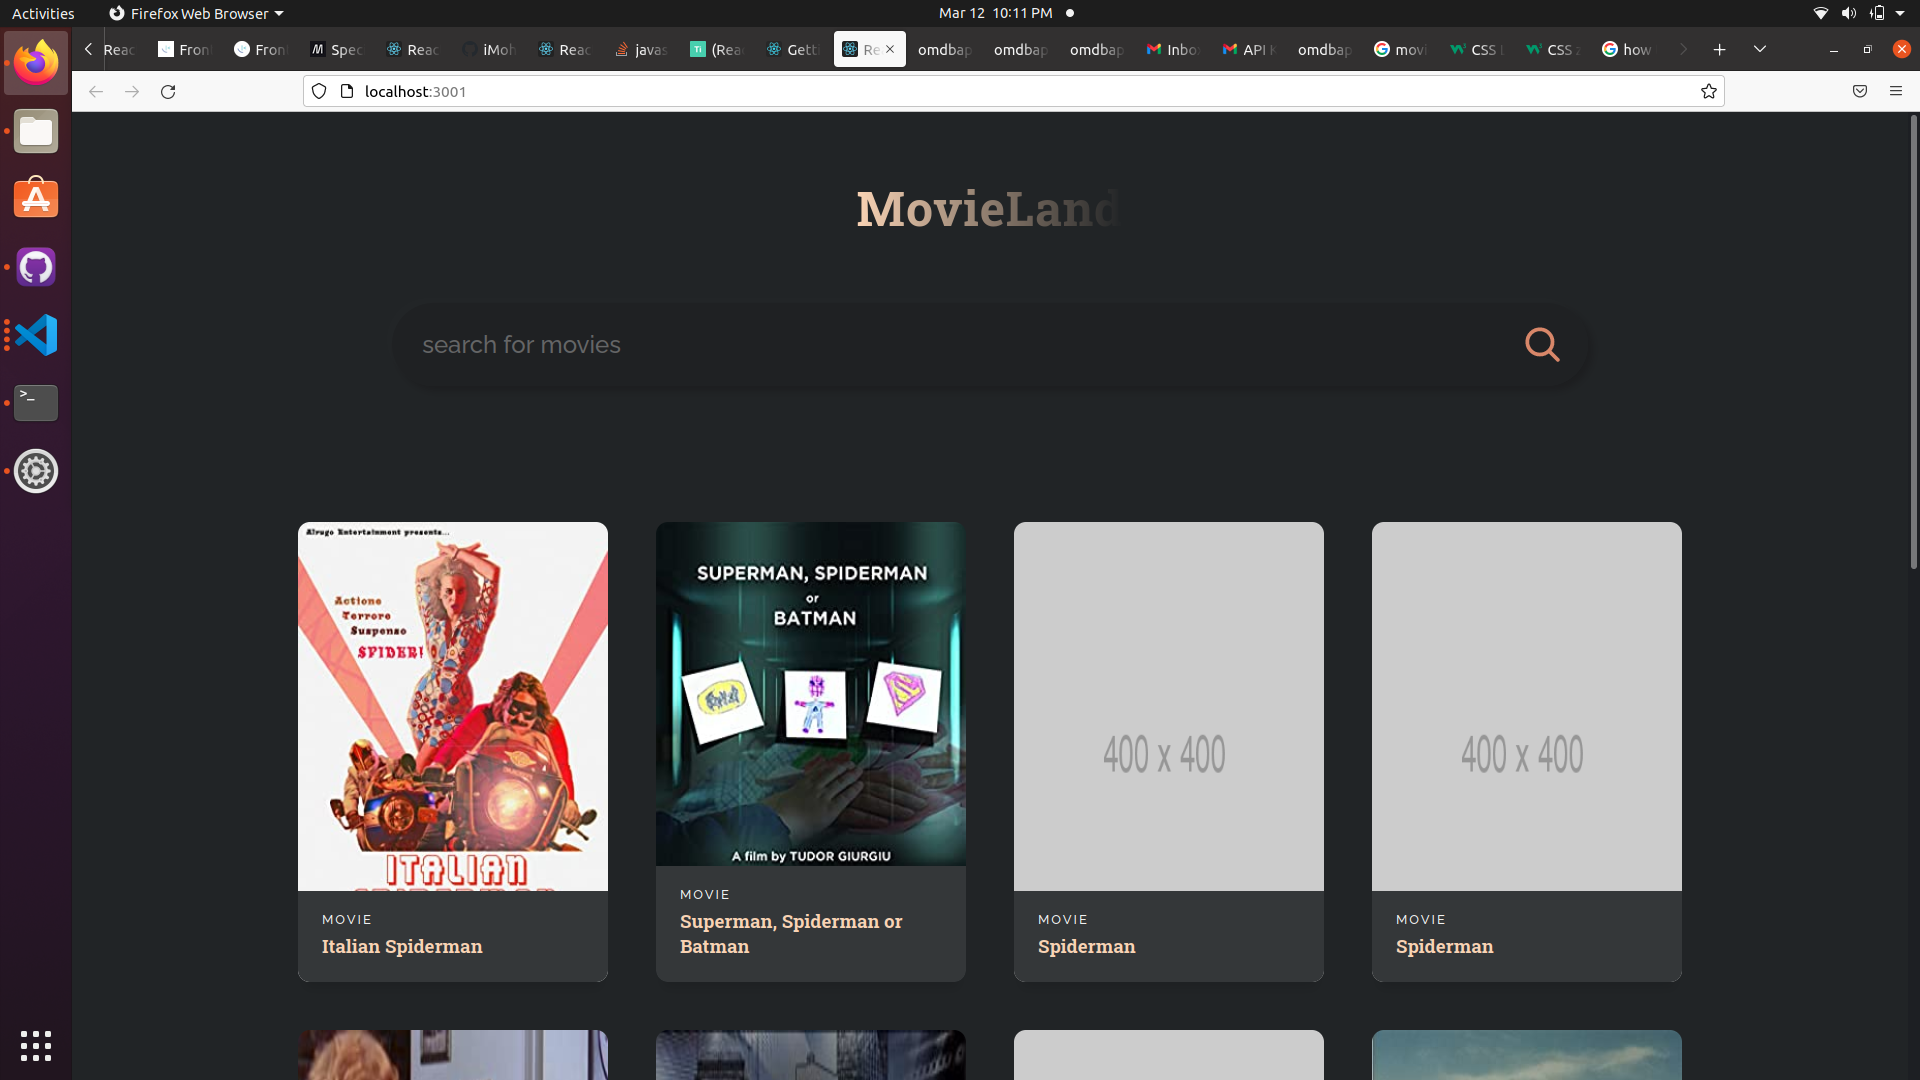 Activities Firefox Web Browser Mar 12 10:11 PM
Reac Fron Fron Spec Reac iMoh Reac javas (Rea Getti Re omdbap omdbap omdbap Inbo API K omdbap movi CSS CSS how
localhost:3001
MovieLand
search for movies
Alrugo Entertainment presents...
Actione
Terrore
Suspenso
SPIDER!
ITALIAN
SUPERMAN, SPIDERMAN
or
BATMAN
A film by TUDOR GIURGIU
400 x 400
400 x 400
MOVIE
Italian Spiderman
MOVIE
Superman, Spiderman or
Batman
MOVIE
Spiderman
MOVIE
Spiderman